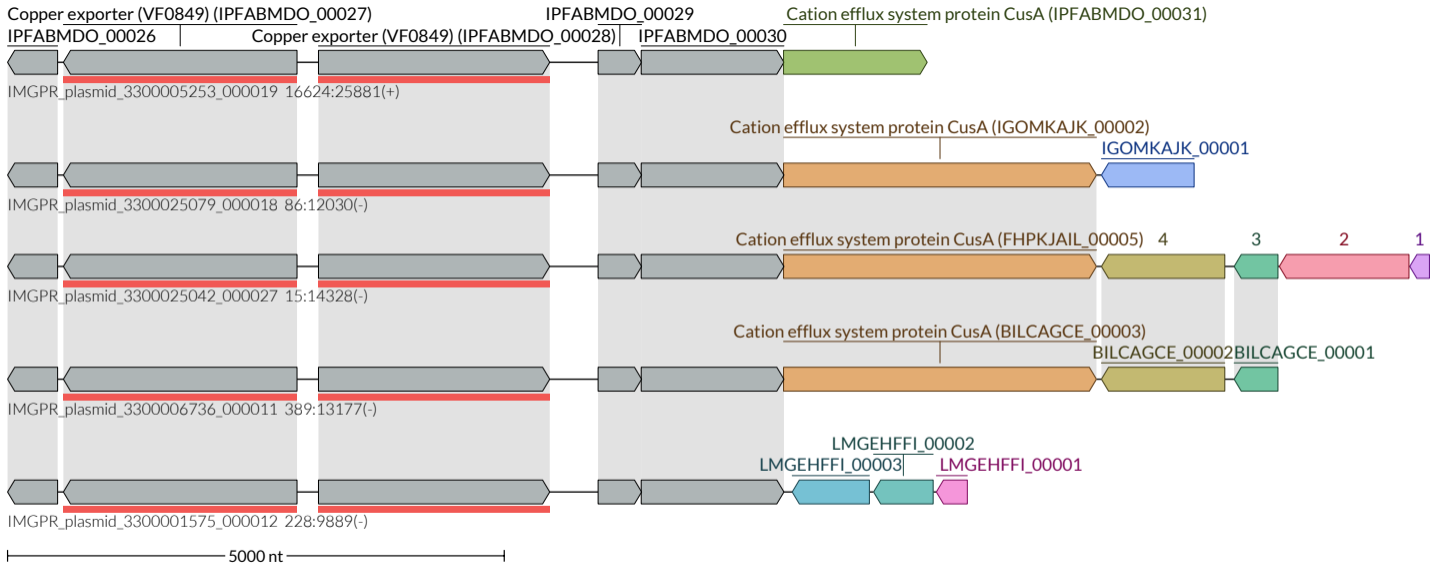 Copper exporter (VF0849) (IPFABMDO_00027)
IPFABMDO_00029
Cation efflux system protein CusA (IPFABMDO_00031)
IPFABMDO_00026
Copper exporter (VF0849) (IPFABMDO_00028)
IPFABMDO_00030
IMGPR_plasmid_3300005253_000019 16624:25881(+)
Cation efflux system protein CusA (IGOMKAJK_00002)
IGOMKAJK_00001
IMGPR_plasmid_3300025079_000018 86:12030(-)
Cation efflux system protein CusA (FHPKJAIL_00005) 4 3 2 1
IMGPR_plasmid_3300025042_000027 15:14328(-)
Cation efflux system protein CusA (BILCAGCE_00003)
BILCAGCE_00002 BILCAGCE_00001
IMGPR_plasmid_3300006736_000011 389:13177(-)
LMGEHFFI_00002
LMGEHFFI_00003 LMGEHFFI_00001
IMGPR_plasmid_3300001575_000012 228:9889(-)
5000 nt